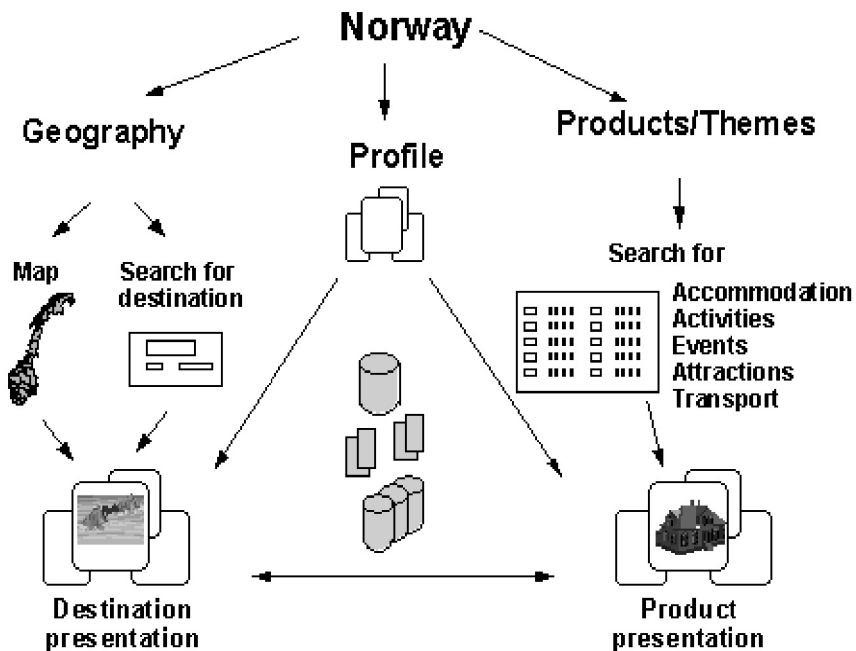 Norway
Geography
Profile
Products/Themes
Map
Search for
destination
Search for
Accommodation
Activities
Events
Attractions
Transport
Destination
presentation
Product
presentation